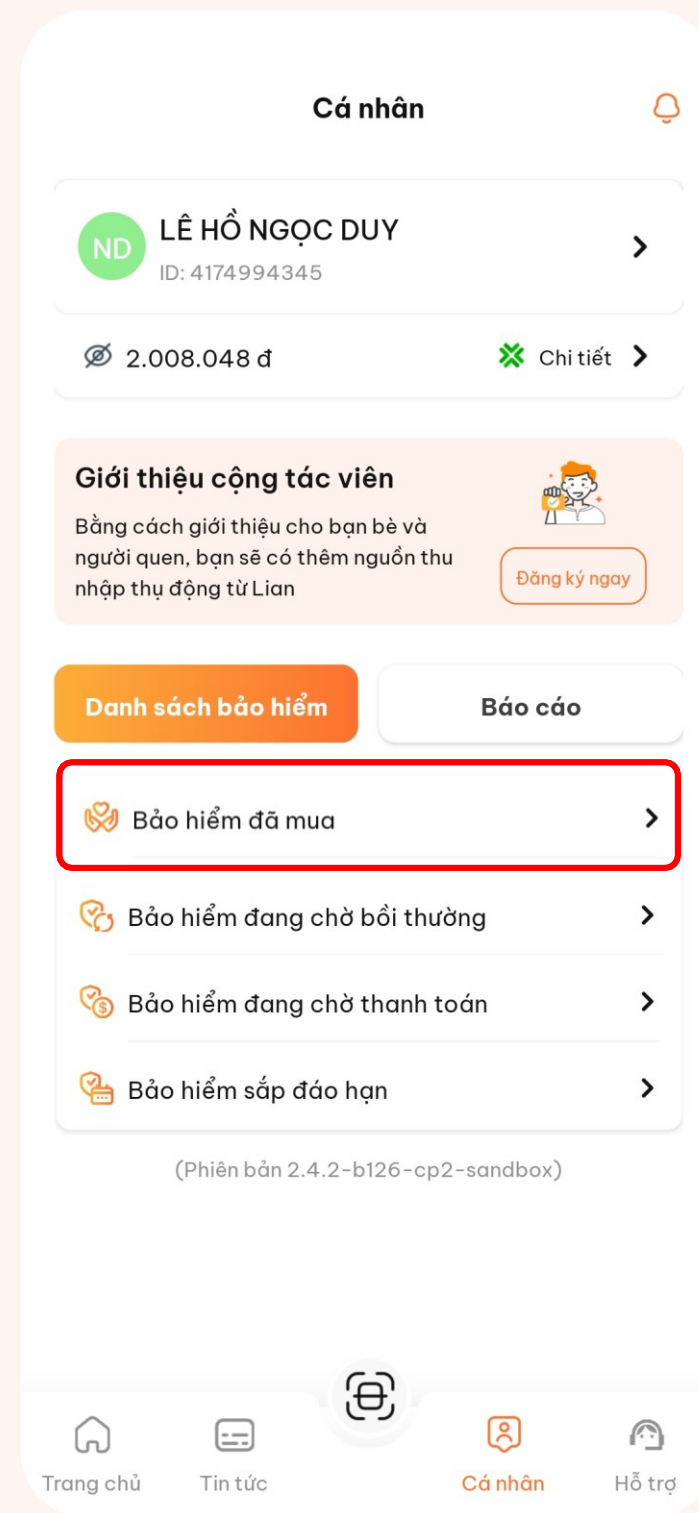 Cá nhân
ND
LÊ HỒ NGỌC DUY
ID: 4174994345
2.008.048 đ
Chi tiết
Giới thiệu cộng tác viên
Bằng cách giới thiệu cho bạn bè và
người quen, bạn sẽ có thêm nguồn thu
nhập thụ động từ Lian
Đăng ký ngay
Danh sách bảo hiểm
Báo cáo
Bảo hiểm đã mua
Bảo hiểm đang chờ bồi thường
Bảo hiểm đang chờ thanh toán
Bảo hiểm sắp đáo hạn
(Phiên bản 2.4.2-b126-cp2-sandbox)
Trang chủ
Tin tức
Cá nhân
Hỗ trợ